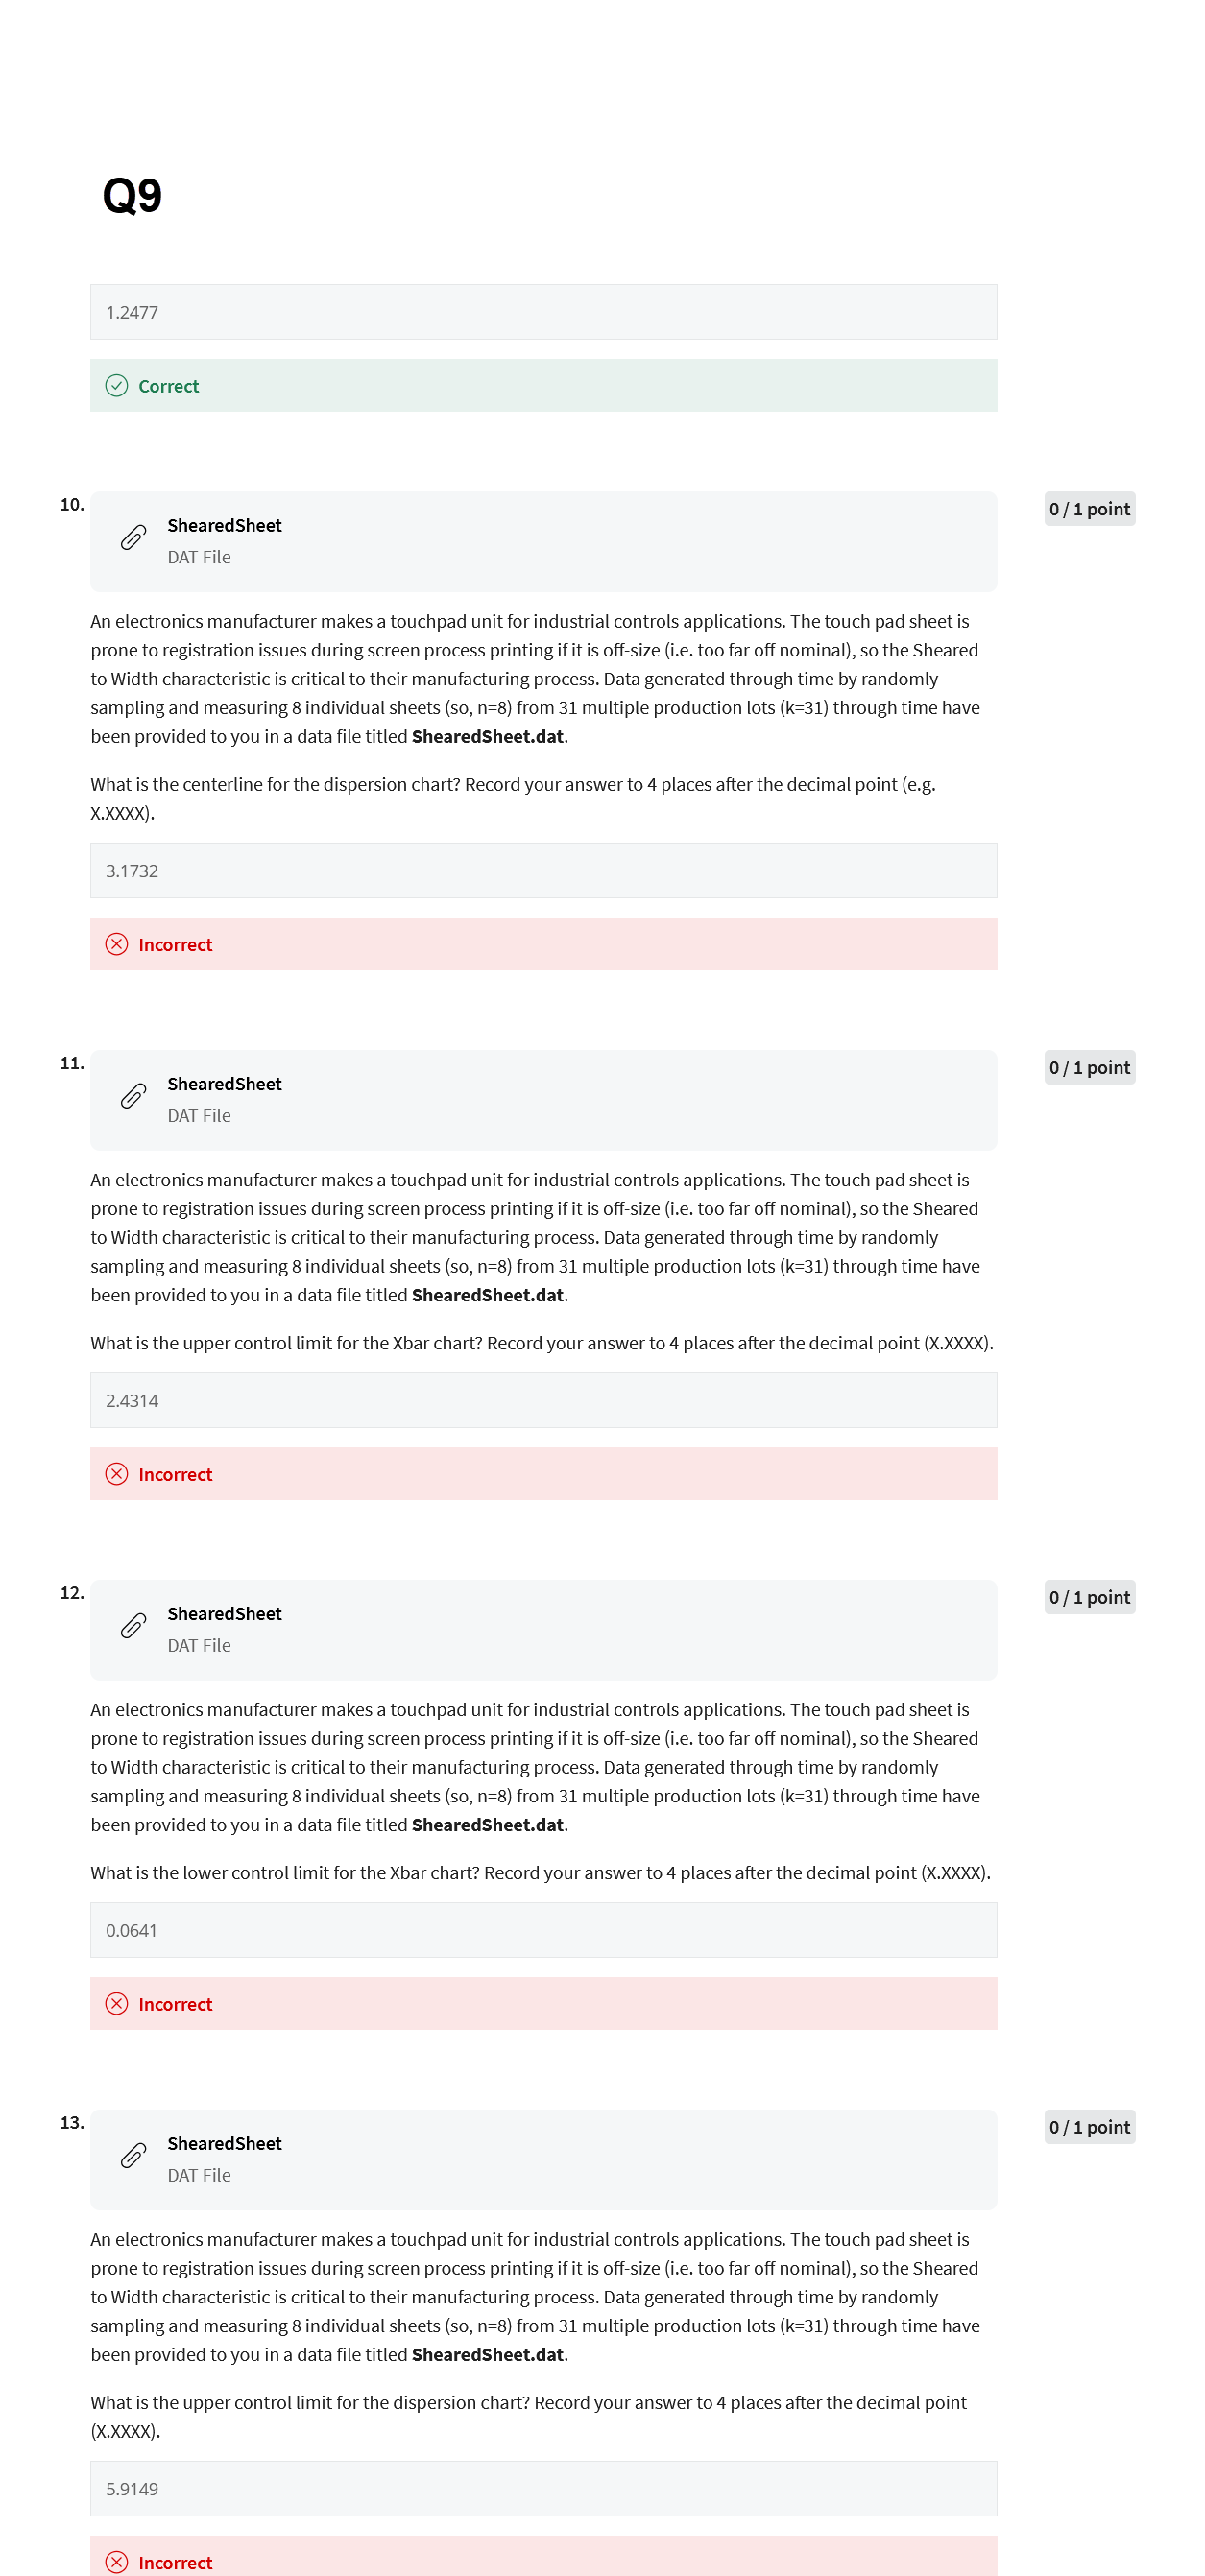 Q9
1.2477
Correct
10.
0 / 1 point
ShearedSheet
DAT File
An electronics manufacturer makes a touchpad unit for industrial controls applications. The touch pad sheet is
prone to registration issues during screen process printing if it is off-size (i.e. too far off nominal), so the Sheared
to Width characteristic is critical to their manufacturing process. Data generated through time by randomly
sampling and measuring 8 individual sheets (so, n=8) from 31 multiple production lots (k=31) through time have
been provided to you in a data file titled ShearedSheet.dat.
What is the centerline for the dispersion chart? Record your answer to 4 places after the decimal point (e.g.
X.XXXX).
3.1732
Incorrect
11.
0 / 1 point
ShearedSheet
DAT File
An electronics manufacturer makes a touchpad unit for industrial controls applications. The touch pad sheet is
prone to registration issues during screen process printing if it is off-size (i.e. too far off nominal), so the Sheared
to Width characteristic is critical to their manufacturing process. Data generated through time by randomly
sampling and measuring 8 individual sheets (so, n=8) from 31 multiple production lots (k=31) through time have
been provided to you in a data file titled ShearedSheet.dat.
What is the upper control limit for the Xbar chart? Record your answer to 4 places after the decimal point (X.XXXX).
2.4314
Incorrect
12.
0 / 1 point
ShearedSheet
DAT File
An electronics manufacturer makes a touchpad unit for industrial controls applications. The touch pad sheet is
prone to registration issues during screen process printing if it is off-size (i.e. too far off nominal), so the Sheared
to Width characteristic is critical to their manufacturing process. Data generated through time by randomly
sampling and measuring 8 individual sheets (so, n=8) from 31 multiple production lots (k=31) through time have
been provided to you in a data file titled ShearedSheet.dat.
What is the lower control limit for the Xbar chart? Record your answer to 4 places after the decimal point (X.XXXX).
0.0641
Incorrect
13.
0 / 1 point
ShearedSheet
DAT File
An electronics manufacturer makes a touchpad unit for industrial controls applications. The touch pad sheet is
prone to registration issues during screen process printing if it is off-size (i.e. too far off nominal), so the Sheared
to Width characteristic is critical to their manufacturing process. Data generated through time by randomly
sampling and measuring 8 individual sheets (so, n=8) from 31 multiple production lots (k=31) through time have
been provided to you in a data file titled ShearedSheet.dat.
What is the upper control limit for the dispersion chart? Record your answer to 4 places after the decimal point
(X.XXXX).
5.9149
Incorrect